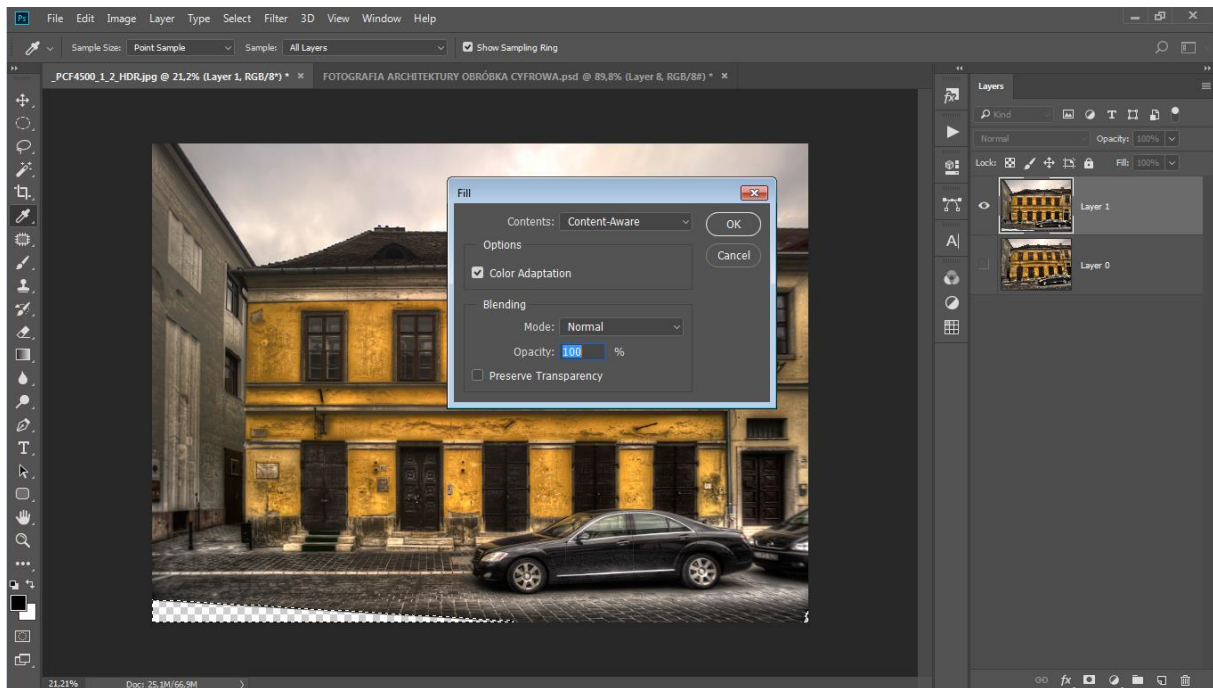 Ps File Edit Image Layer Type Select Filter 3D View Window Help
Sample Size: Point Sample Sample: All Layers Show Sampling Ring
_PCF4500_1_2_HDR.jpg @ 21,2% (Layer 1, RGB/8*) * × FOTOGRAFIA ARCHITEKTURY OBRÓBKA CYFROWA.psd @ 89,8% (Layer 8, RGB/8#) * ×
Layers
Kind
Normal Opacity: 100%
Lock: Fill: 100%
Layer 1
Layer 0
Fill
Contents: Content-Aware OK
Options
Cancel
Color Adaptation
Blending
Mode: Normal
Opacity: 100 %
Preserve Transparency
21,21% Doc: 25,1M/66,9M